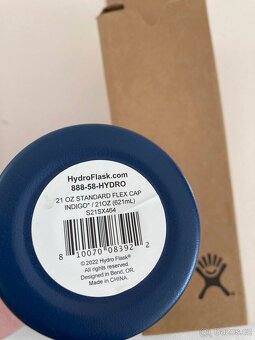 HydroFlask.com
888-58-HYDRO
21 OZ STANDARD FLEX CAP
INDIGO* / 21OZ (621mL)
S21SX464
8 10070 08392 2
© 2022 Hydro Flask®
All rights reserved.
Designed in Bend, OR.
Made in CHINA.